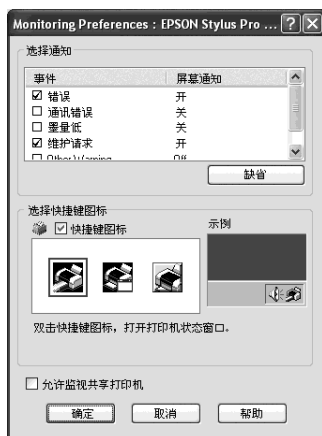 Monitoring Preferences : EPSON Stylus Pro ...
选择通知
事件 屏幕通知
错误 开
通讯错误 关
墨量低 关
维护请求 开
Other Warning Off
缺省
选择快捷键图标
快捷键图标
示例
双击快捷键图标，打开打印机状态窗口。
允许监视共享打印机
确定 取消 帮助